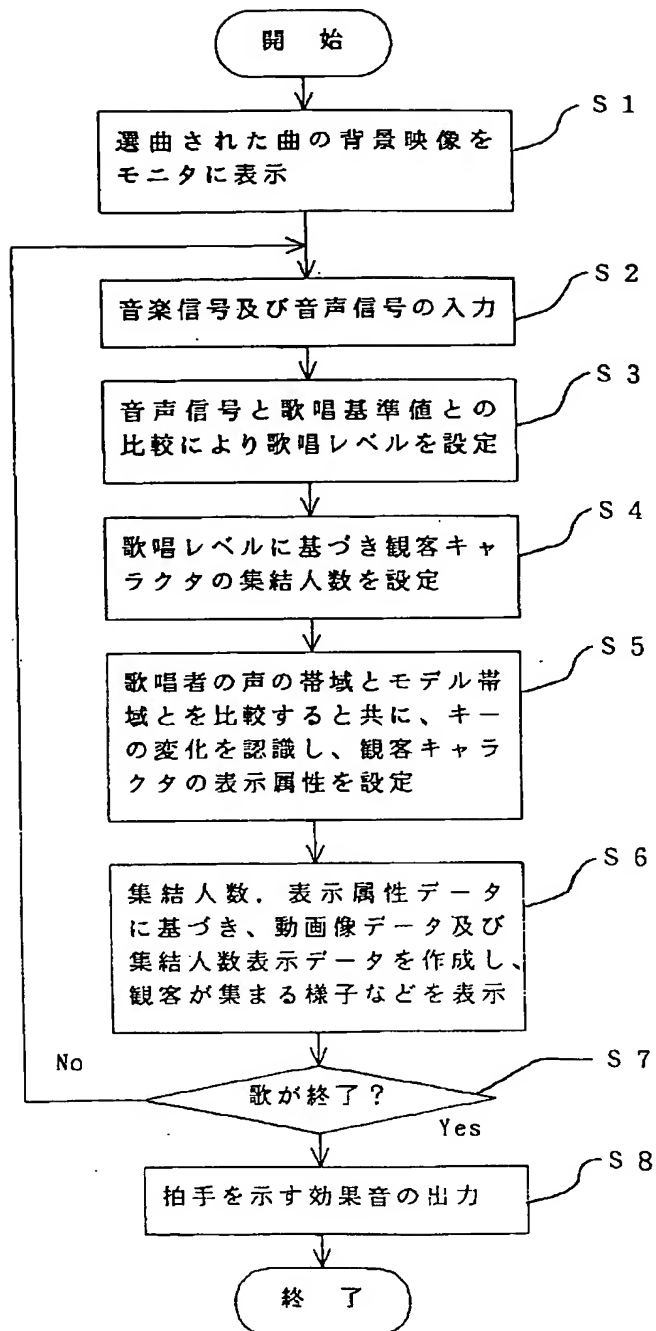 開 始
S1
選曲された曲の背景映像を
モニタに表示
S2
音楽信号及び音声信号の入力
S3
音声信号と歌唱基準値との
比較により歌唱レベルを設定
S4
歌唱レベルに基づき観客キャ
ラクタの集結人数を設定
S5
歌唱者の声の帯域とモデル帯
域とを比較すると共に、キー
の変化を認識し、観客キャラ
クタの表示属性を設定
S6
集結人数．表示属性データ
に基づき、動画像データ及び
集結人数表示データを作成し、
観客が集まる様子などを表示
No
S7
歌が終了？
Yes
S8
拍手を示す効果音の出力
終 了